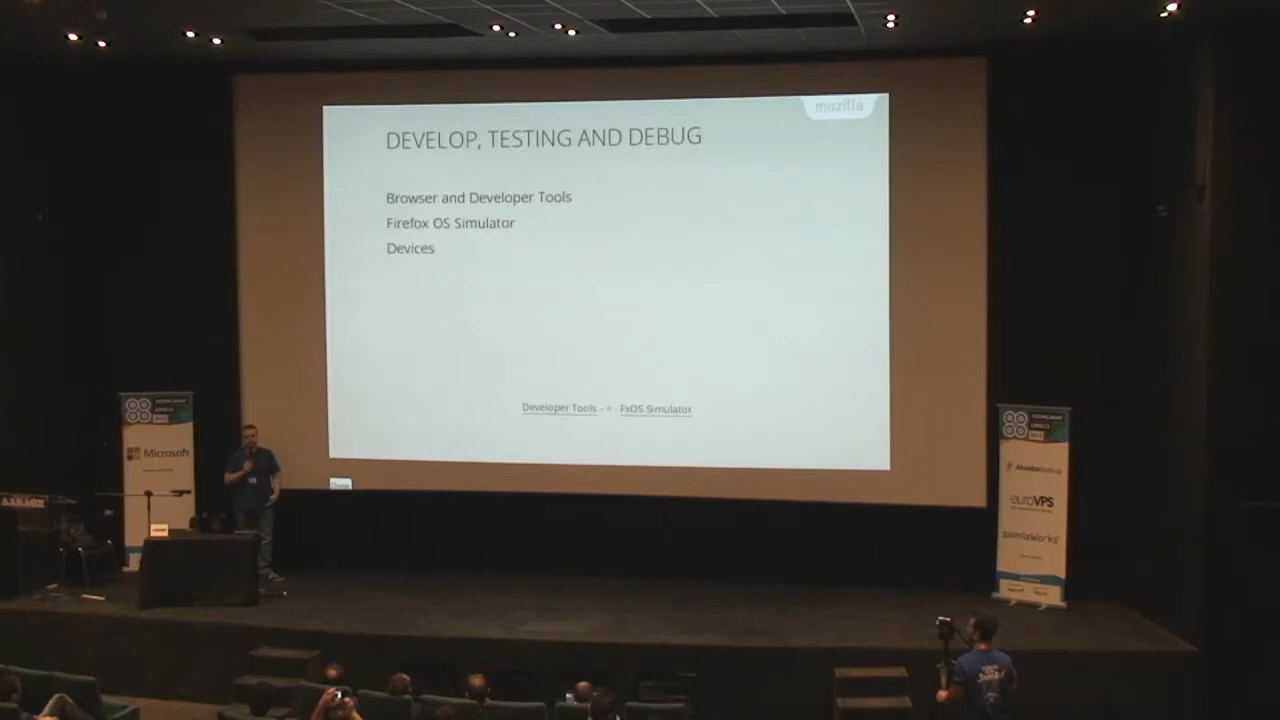 mozilla
DEVELOP, TESTING AND DEBUG
Browser and Developer Tools
Firefox OS Simulator
Devices
Developer Tools - = - FxOS Simulator
Microsoft
euroVPS
JoomlaWorks